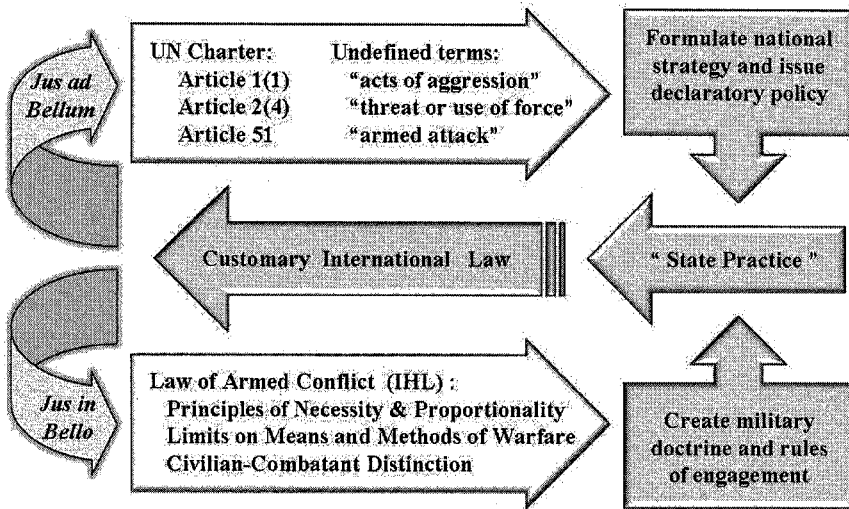 Jus ad
Bellum
UN Charter:
Article 1(1)
Article 2(4)
Article 51
Undefined terms:
“acts of aggression”
“threat or use of force”
“armed attack”
Formulate national
strategy and issue
declaratory policy
Customary International Law
“ State Practice ”
Jus in
Bello
Law of Armed Conflict (IHL) :
Principles of Necessity & Proportionality
Limits on Means and Methods of Warfare
Civilian-Combatant Distinction
Create military
doctrine and rules
of engagement